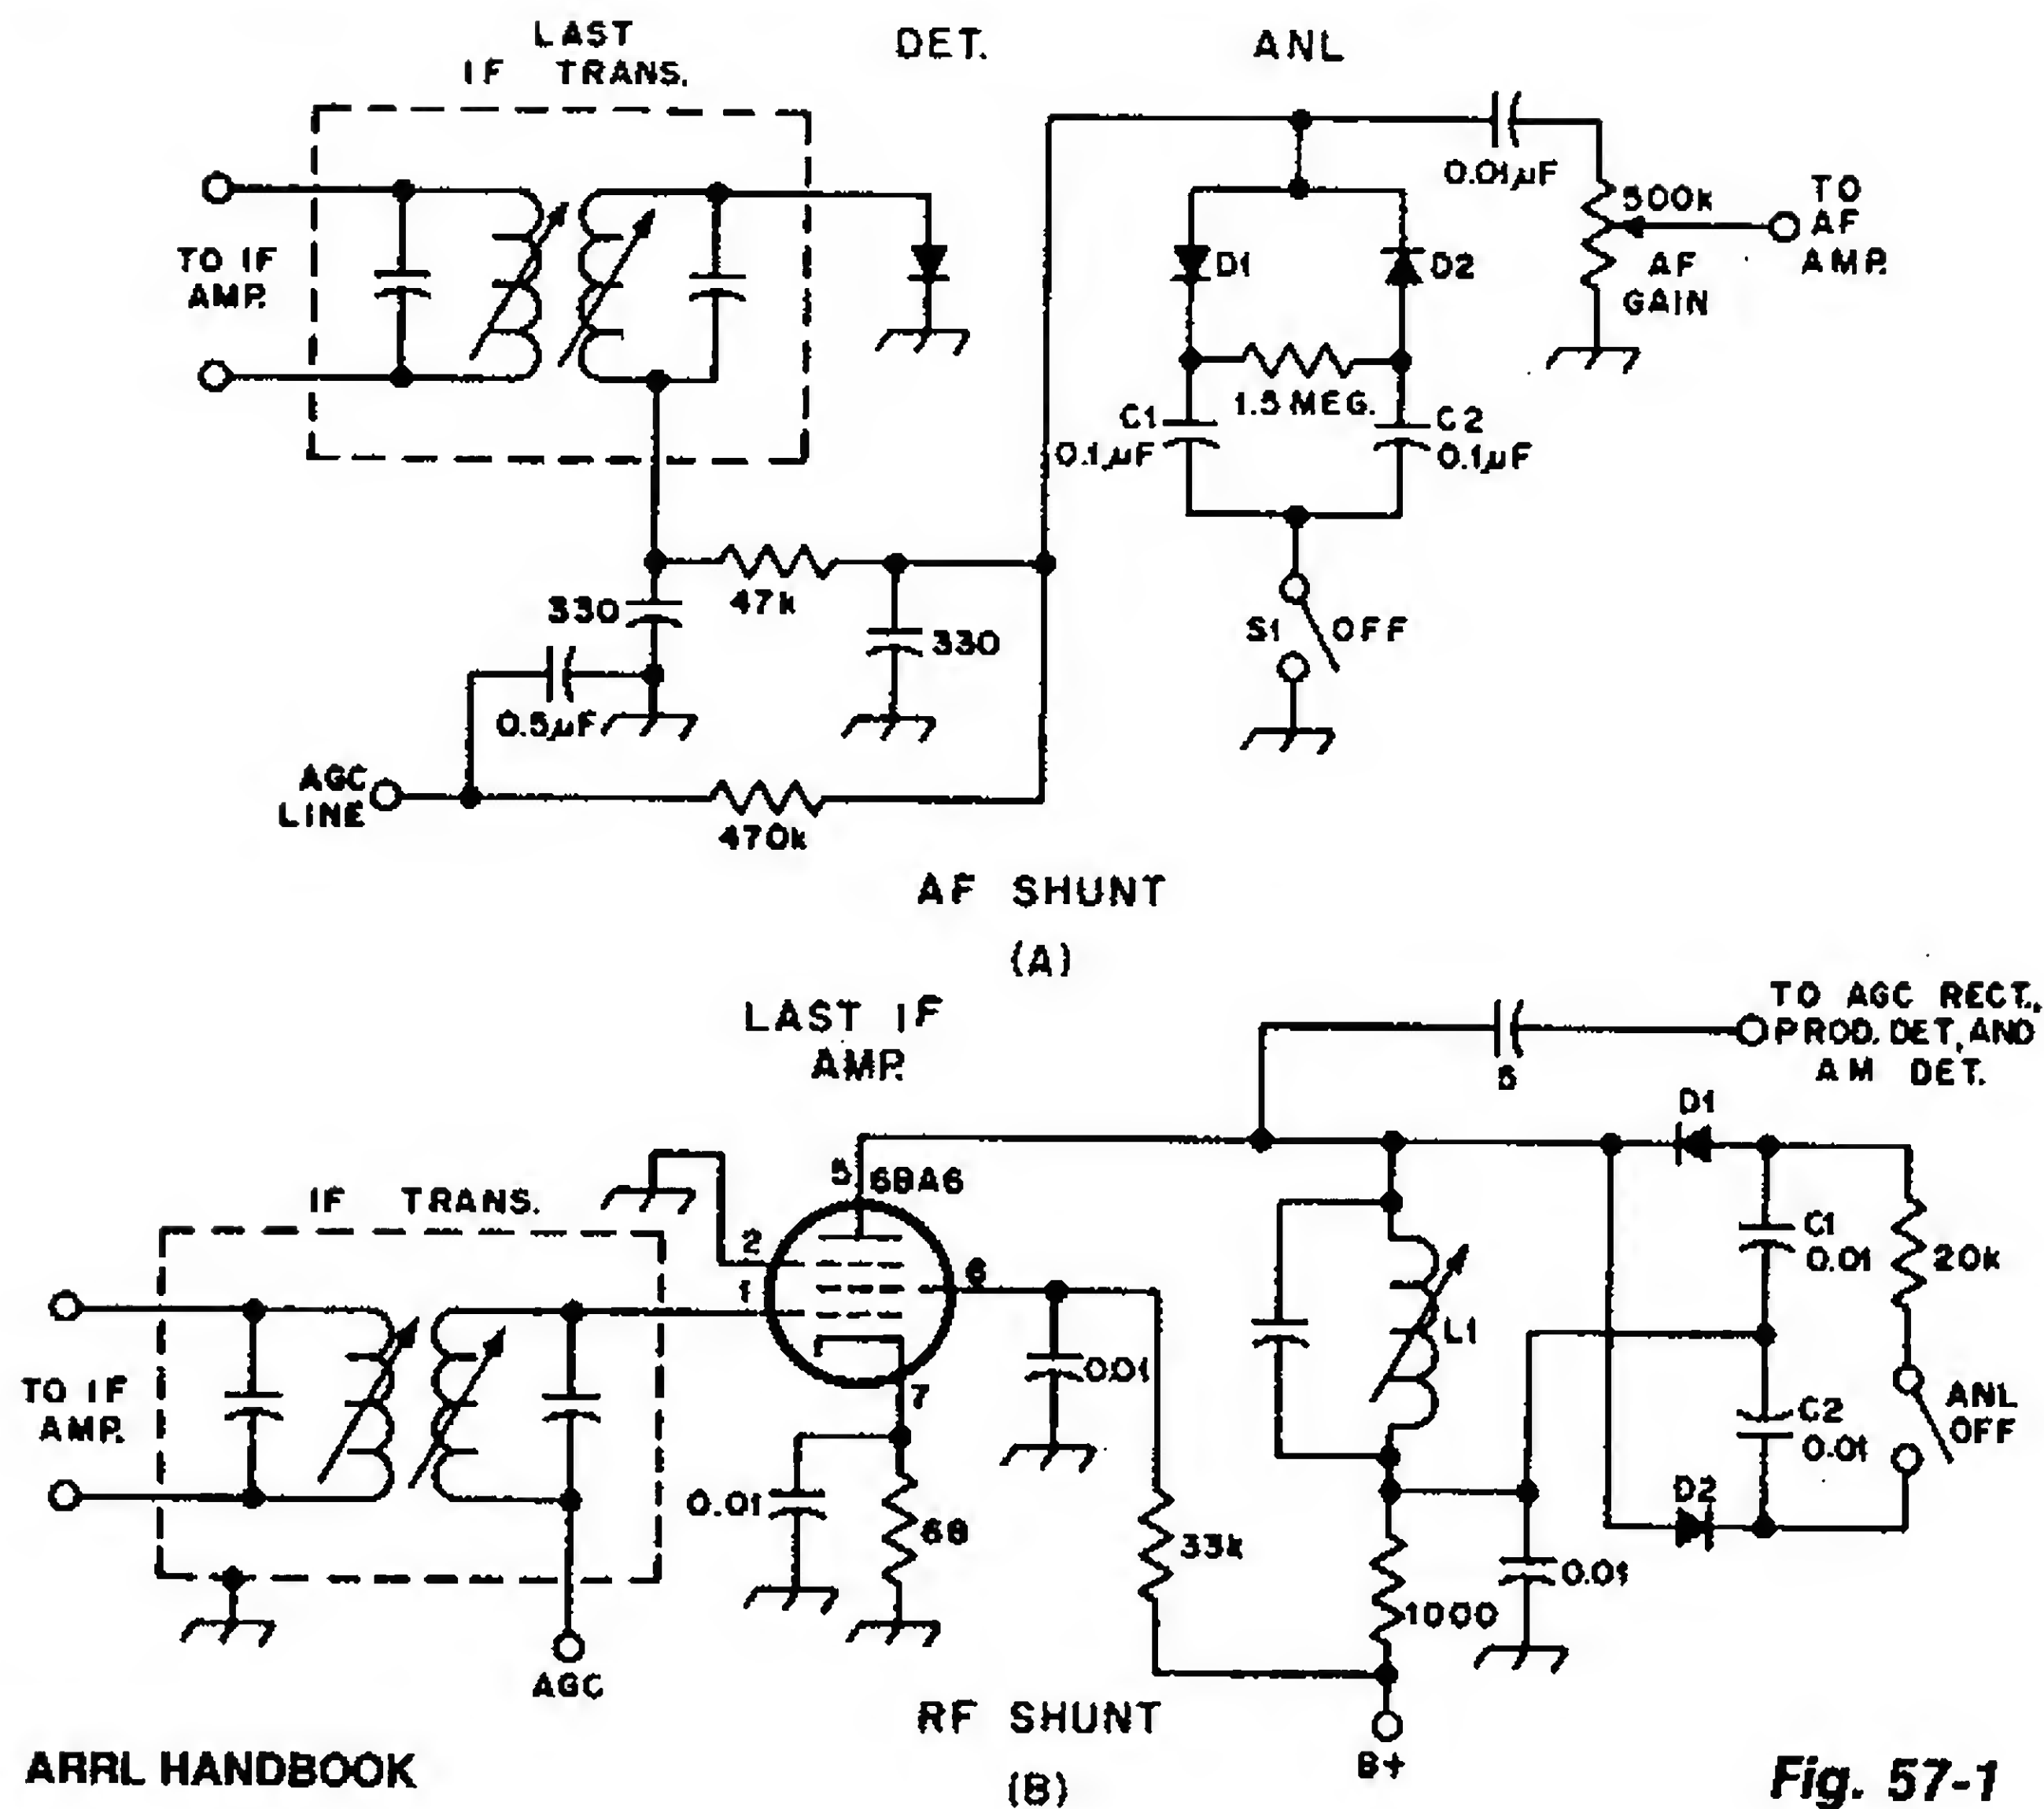 LAST
IF TRANS.
DET.
ANL
TO IF
AMP.
0.01µF
500k
TO
AF
AMP.
AF
GAIN
D1
D2
1.5 MEG.
C1
0.1µF
C2
0.1µF
330
47k
330
0.5µF
S1
OFF
AGC
LINE
470k
AF SHUNT
(A)
LAST IF
AMP.
TO AGC RECT.,
PROD. DET, AND
AM DET.
5
D1
5
6BA6
IF TRANS.
2
1
6
7
C1
0.01
20k
L1
0.01
TO IF
AMP.
C2
0.01
ANL
OFF
0.01
68
33k
D2
0.01
1000
AGC
RF SHUNT
B+
(B)
ARRL HANDBOOK
Fig. 57-1